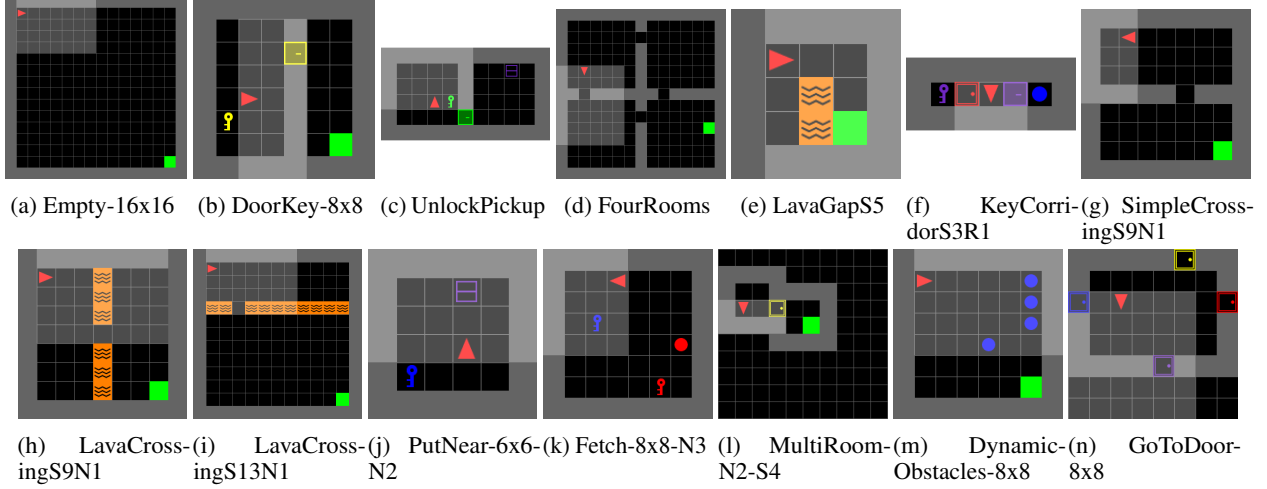 (a) Empty-16x16
(b) DoorKey-8x8
(c) UnlockPickup
(d) FourRooms
(e) LavaGapS5
(f) KeyCorri-
dorS3R1
(g) SimpleCross-
ingS9N1
(h) LavaCross-
ingS9N1
(i) LavaCross-
ingS13N1
(j) PutNear-6x6-
N2
(k) Fetch-8x8-N3
(l) MultiRoom-
N2-S4
(m) Dynamic-
Obstacles-8x8
(n) GoToDoor-
8x8